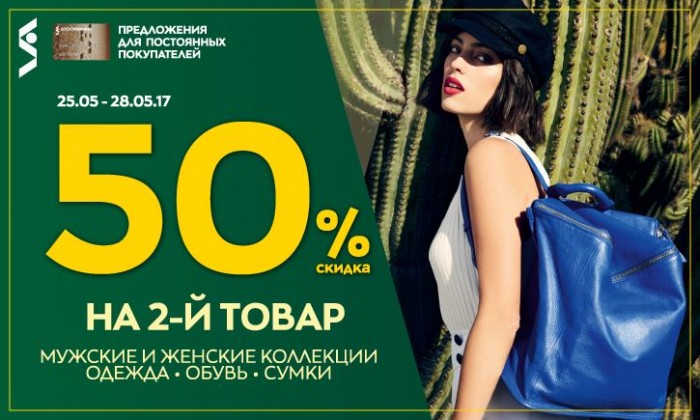 ПРЕДЛОЖЕНИЯ
ДЛЯ ПОСТОЯННЫХ
ПОКУПАТЕЛЕЙ
25.05 - 28.05.17
50%
скидка
НА 2-Й ТОВАР
МУЖСКИЕ И ЖЕНСКИЕ КОЛЛЕКЦИИ
ОДЕЖДА • ОБУВЬ • СУМКИ